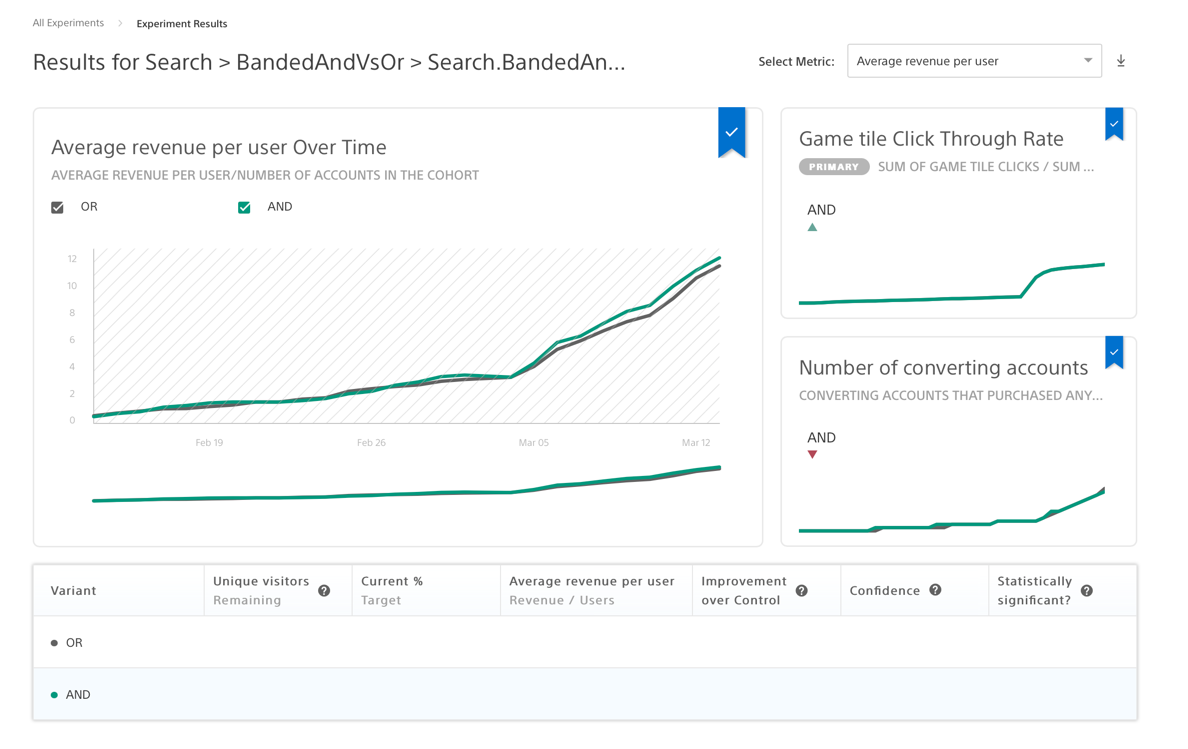 All Experiments > Experiment Results
Results for Search > BandedAndVsOr > Search.BandedAn...
Select Metric: Average revenue per user
Average revenue per user Over Time
AVERAGE REVENUE PER USER/NUMBER OF ACCOUNTS IN THE COHORT
OR AND
12
10
8
6
4
2
0
Feb 19 Feb 26 Mar 05 Mar 12
Game tile Click Through Rate
PRIMARY SUM OF GAME TILE CLICKS / SUM ...
AND
Number of converting accounts
CONVERTING ACCOUNTS THAT PURCHASED ANY...
AND
Variant
Unique visitors
Remaining
?
Current %
Target
Average revenue per user
Revenue / Users
Improvement
over Control
?
Confidence ?
Statistically
significant?
?
OR
AND